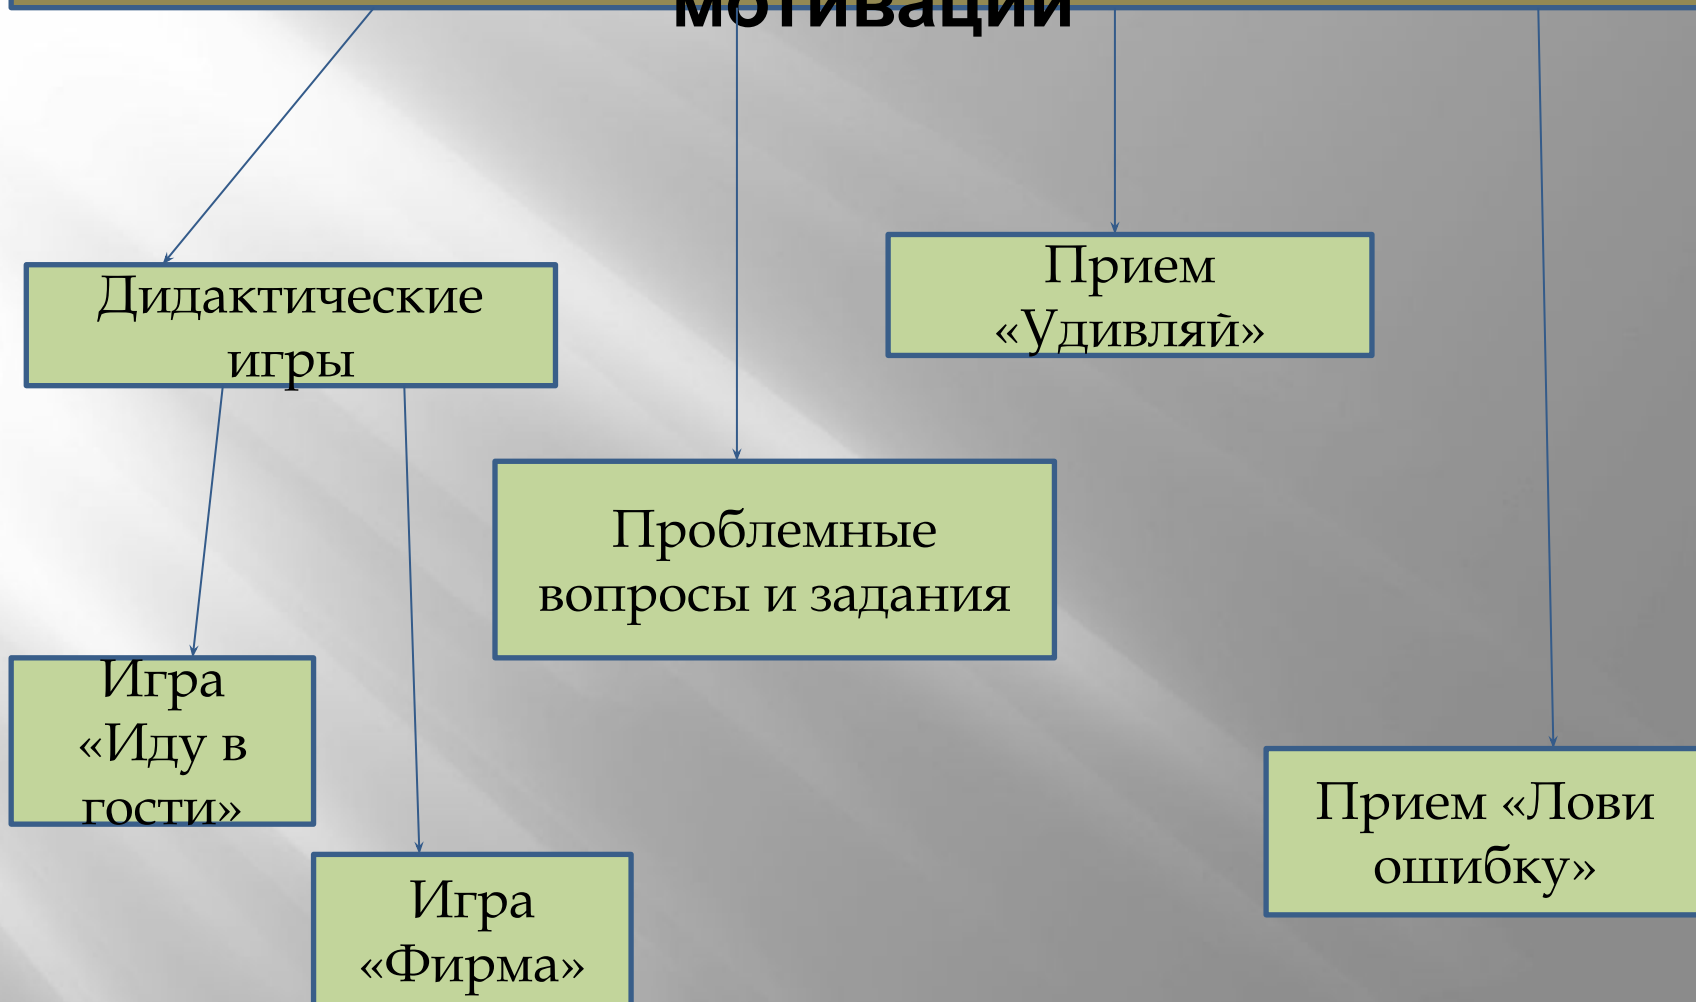 мотивации
Дидактические
игры
Прием
«Удивляй»
Проблемные
вопросы и задания
Игра
«Иду в
гости»
Прием «Лови
ошибку»
Игра
«Фирма»